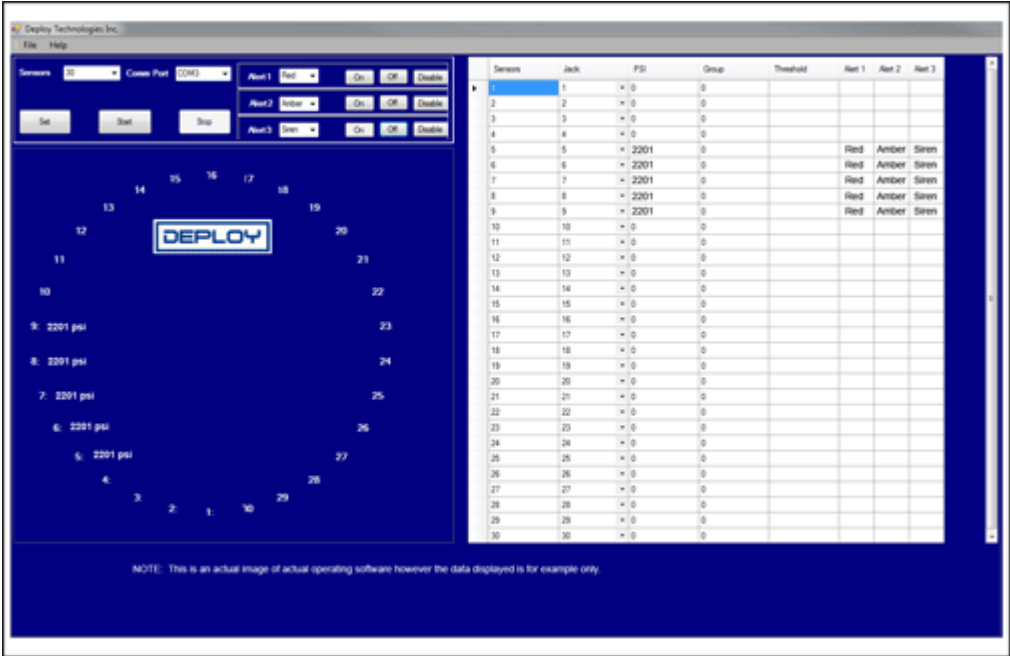 Deploy Technologies Inc.
File Help
Sensors 30 Comm Port COM3 Alert1 Red On Off Disable
Alert2 Amber On Off Disable
Set Start Stop Alert3 Siren On Off Disable
Sensors Jack PSI Group Threshold Alert 1 Alert 2 Alert 3
1 1 0 0
2 2 0 0
3 3 0 0
4 4 0 0
5 5 2201 0 Red Amber Siren
6 6 2201 0 Red Amber Siren
7 7 2201 0 Red Amber Siren
8 8 2201 0 Red Amber Siren
9 9 2201 0 Red Amber Siren
10 10 0 0
11 11 0 0
12 12 0 0
13 13 0 0
14 14 0 0
15 15 0 0
16 16 0 0
17 17 0 0
18 18 0 0
19 19 0 0
20 20 0 0
21 21 0 0
22 22 0 0
23 23 0 0
24 24 0 0
25 25 0 0
26 26 0 0
27 27 0 0
28 28 0 0
29 29 0 0
30 30 0 0
15 16 17
14 18
13 19
12 DEPLOY 20
11 21
10 22
9: 2201 psi 23
8: 2201 psi 24
7: 2201 psi 25
6: 2201 psi 26
5: 2201 psi 27
4: 28
3: 29
2: 1: 30
NOTE: This is an actual image of actual operating software however the data displayed is for example only.